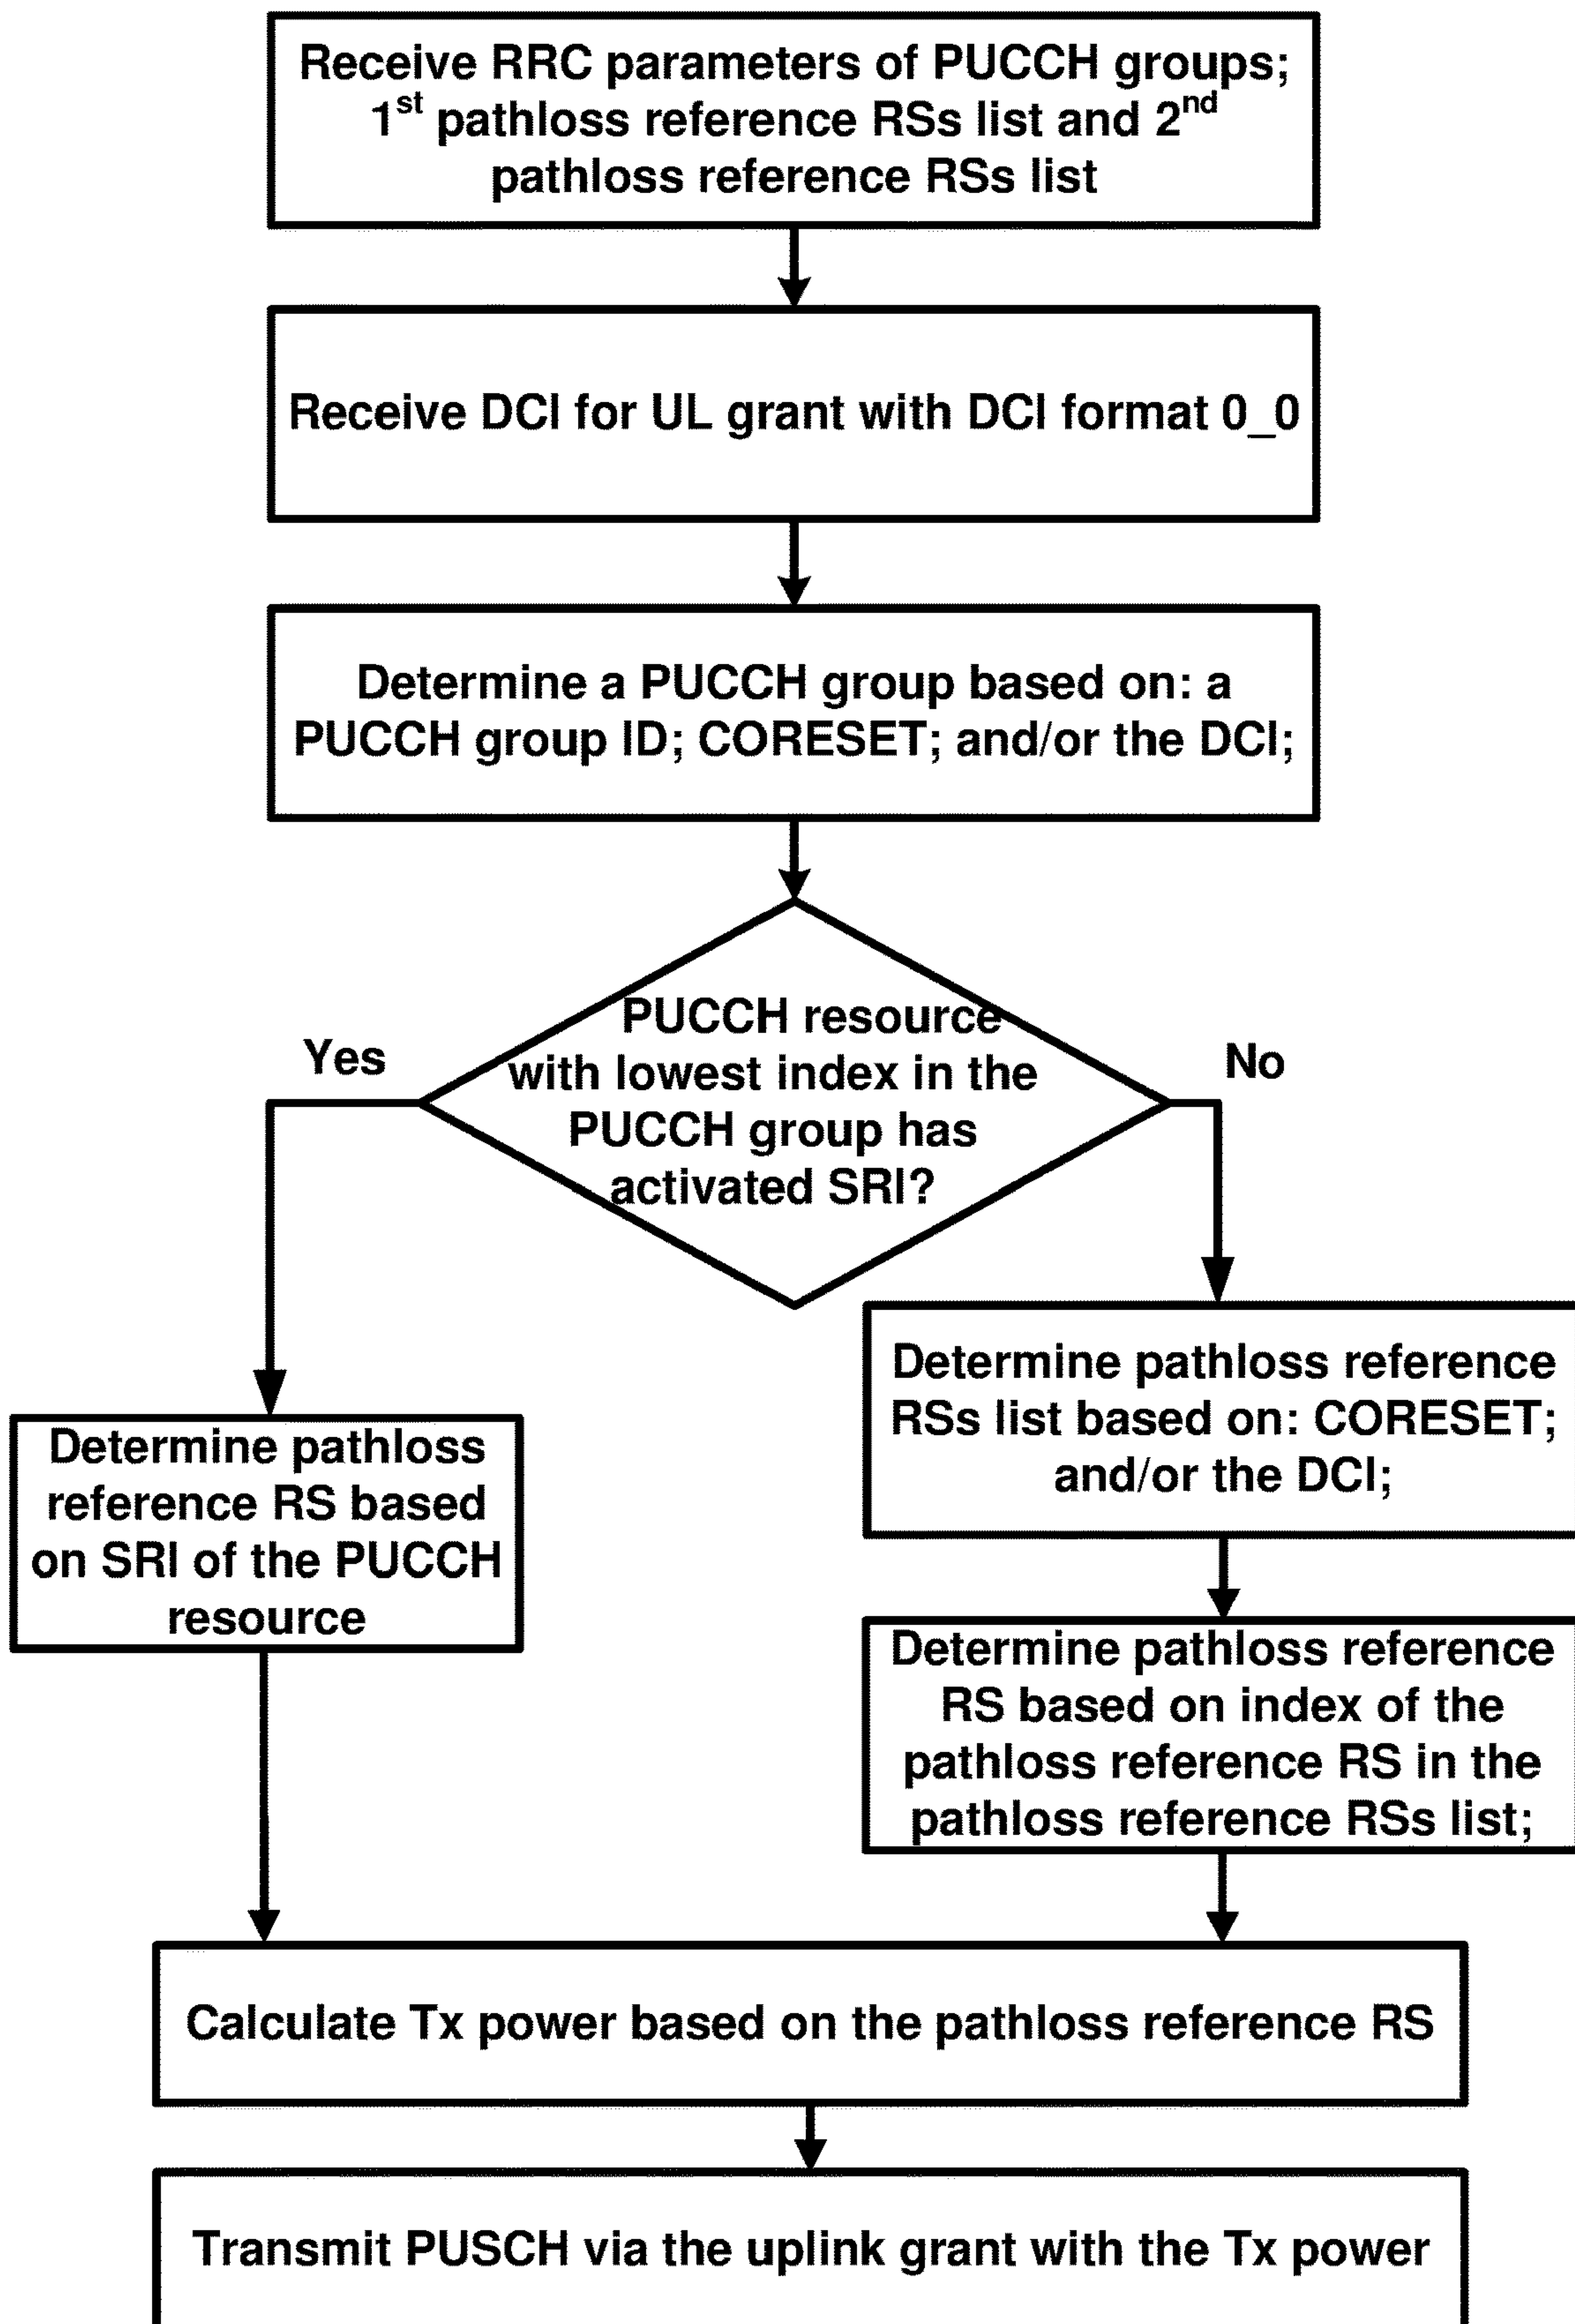 Receive RRC parameters of PUCCH groups;
1st pathloss reference RSs list and 2nd
pathloss reference RSs list
Receive DCI for UL grant with DCI format 0_0
Determine a PUCCH group based on: a
PUCCH group ID; CORESET; and/or the DCI;
PUCCH resource
with lowest index in the
PUCCH group has
activated SRI?
Yes
No
Determine pathloss
reference RS based
on SRI of the PUCCH
resource
Determine pathloss reference
RSs list based on: CORESET;
and/or the DCI;
Determine pathloss reference
RS based on index of the
pathloss reference RS in the
pathloss reference RSs list;
Calculate Tx power based on the pathloss reference RS
Transmit PUSCH via the uplink grant with the Tx power